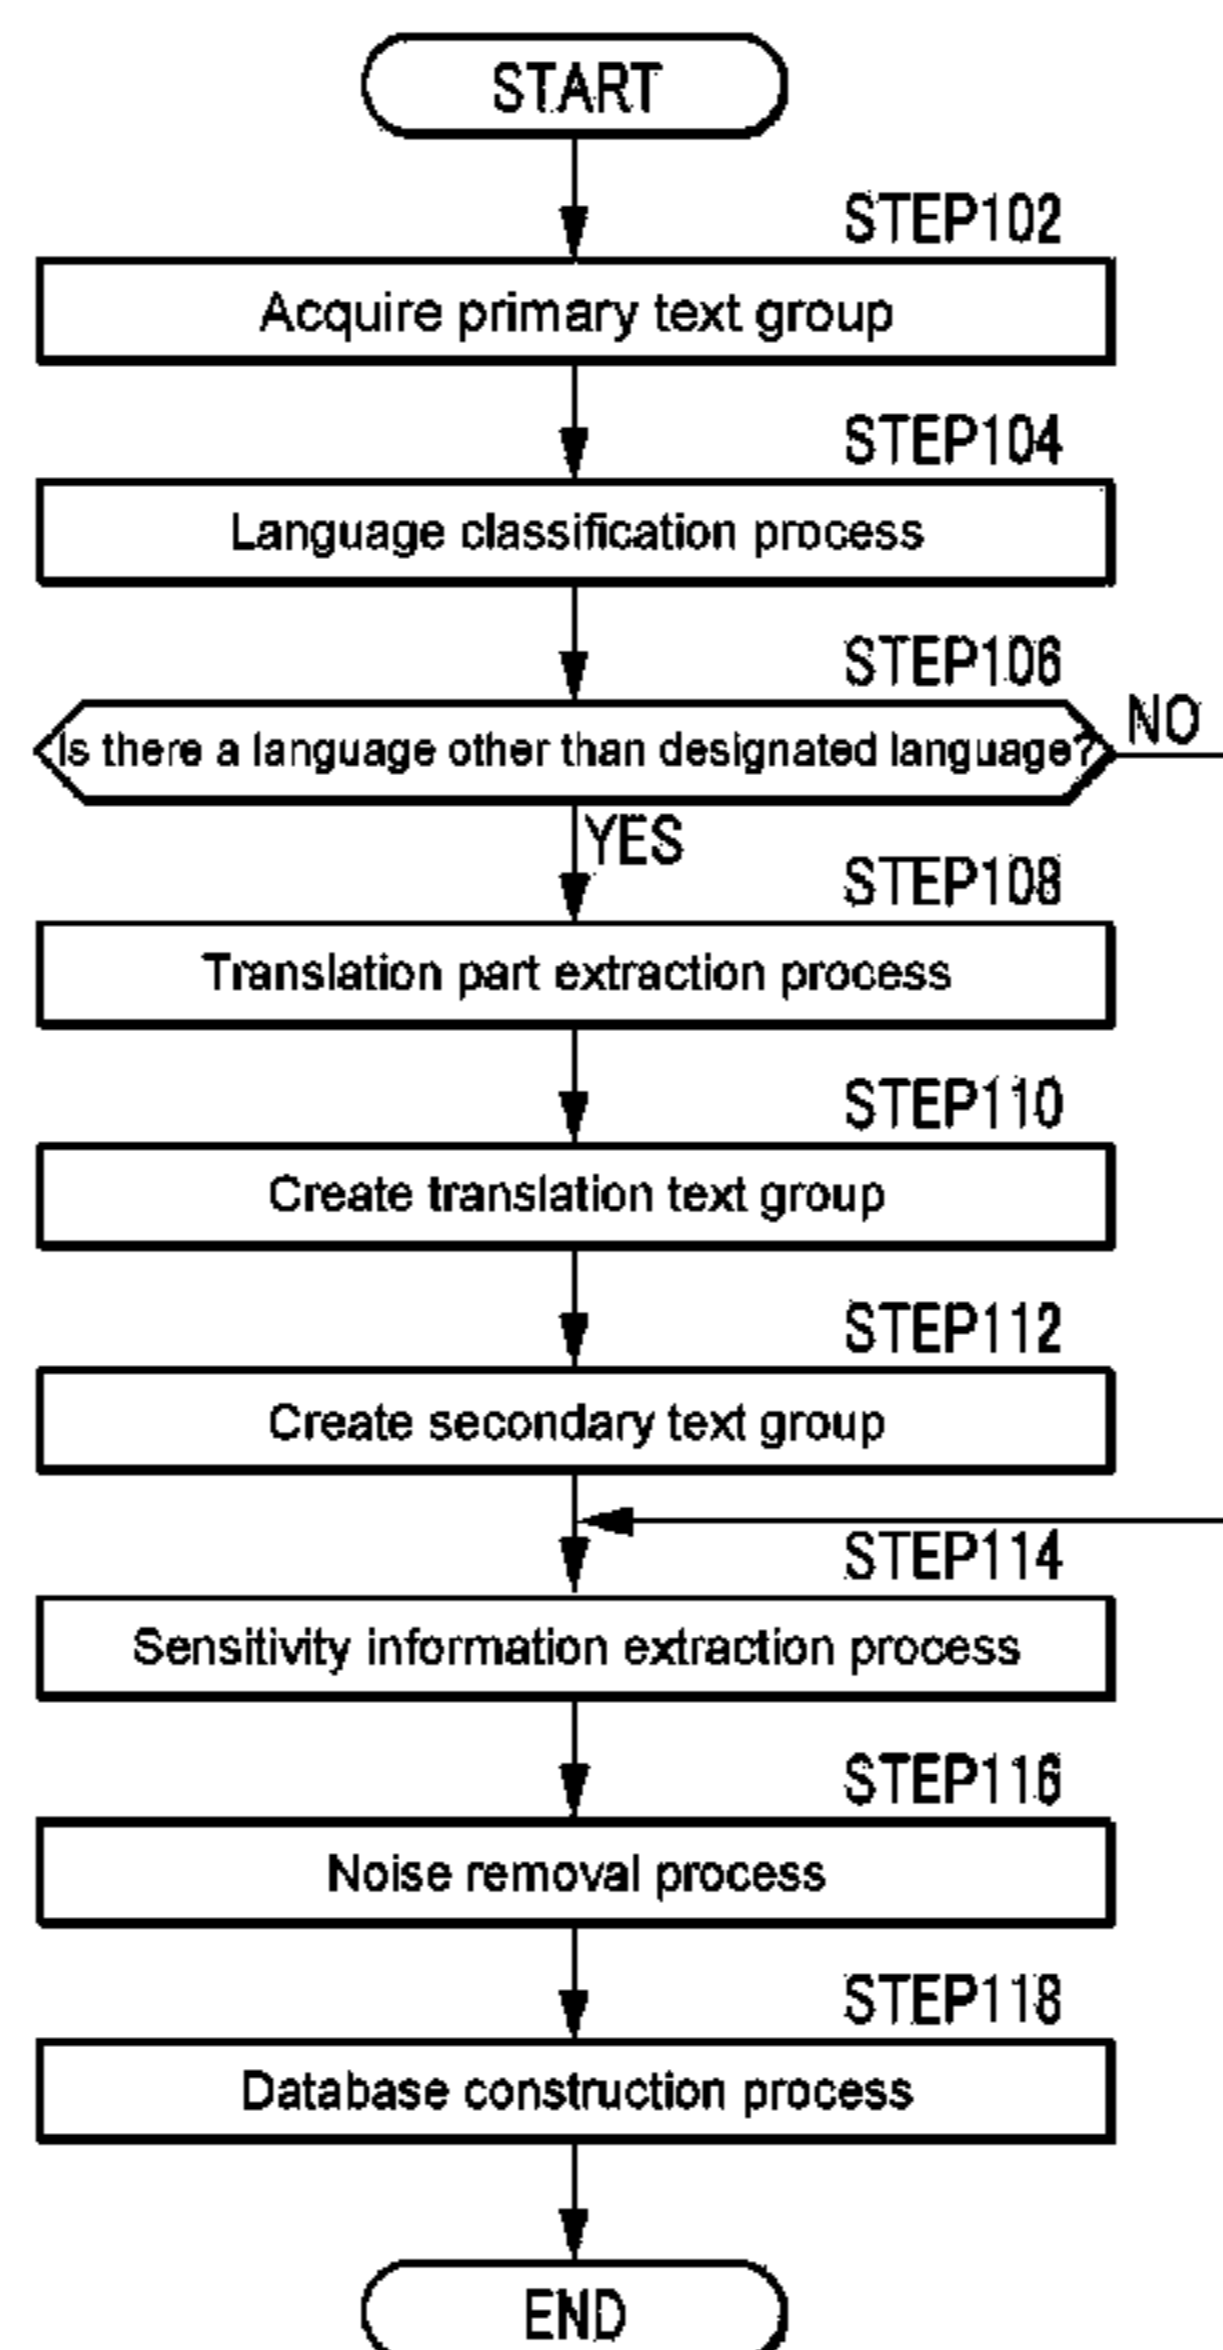 START
STEP102
Acquire primary text group
STEP104
Language classification process
STEP106
Is there a language other than designated language?
NO
YES
STEP108
Translation part extraction process
STEP110
Create translation text group
STEP112
Create secondary text group
STEP114
Sensitivity information extraction process
STEP116
Noise removal process
STEP118
Database construction process
END